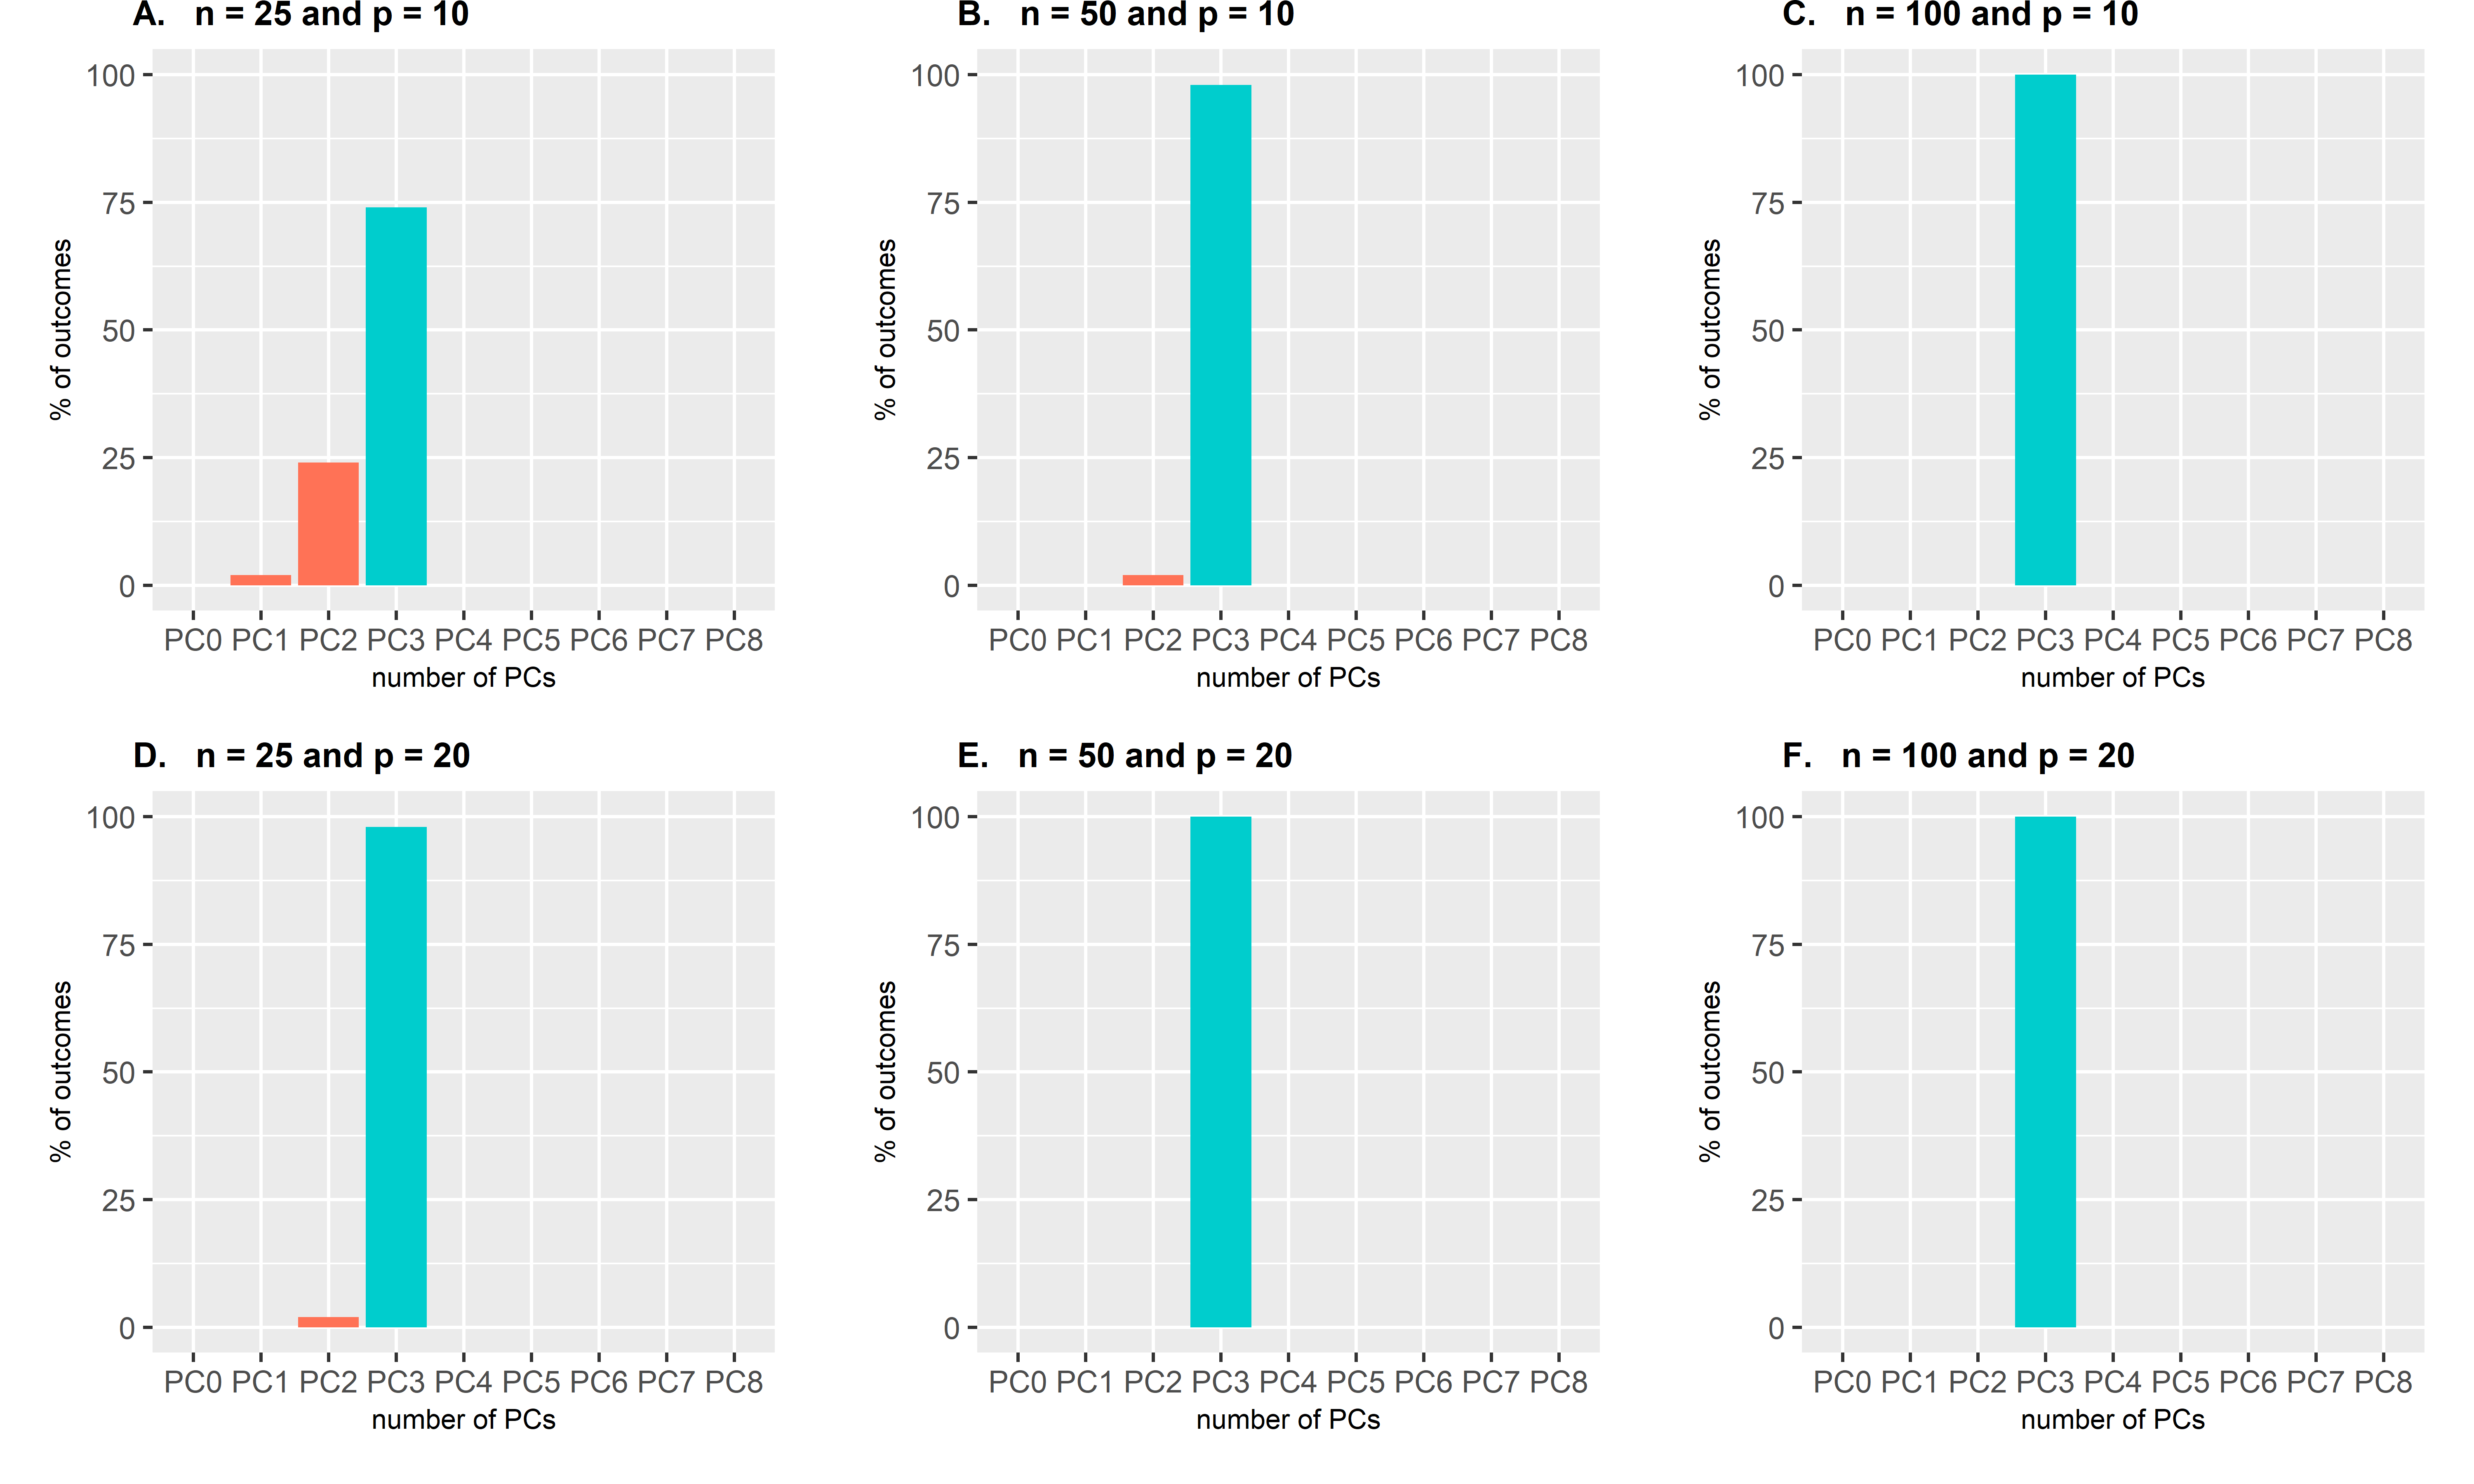 A. n = 25 and p = 10
100
75
50
25
0
% of outcomes
PC0 PC1 PC2 PC3 PC4 PC5 PC6 PC7 PC8
number of PCs
B. n = 50 and p = 10
100
75
50
25
0
% of outcomes
PC0 PC1 PC2 PC3 PC4 PC5 PC6 PC7 PC8
number of PCs
C. n = 100 and p = 10
100
75
50
25
0
% of outcomes
PC0 PC1 PC2 PC3 PC4 PC5 PC6 PC7 PC8
number of PCs
D. n = 25 and p = 20
100
75
50
25
0
% of outcomes
PC0 PC1 PC2 PC3 PC4 PC5 PC6 PC7 PC8
number of PCs
E. n = 50 and p = 20
100
75
50
25
0
% of outcomes
PC0 PC1 PC2 PC3 PC4 PC5 PC6 PC7 PC8
number of PCs
F. n = 100 and p = 20
100
75
50
25
0
% of outcomes
PC0 PC1 PC2 PC3 PC4 PC5 PC6 PC7 PC8
number of PCs